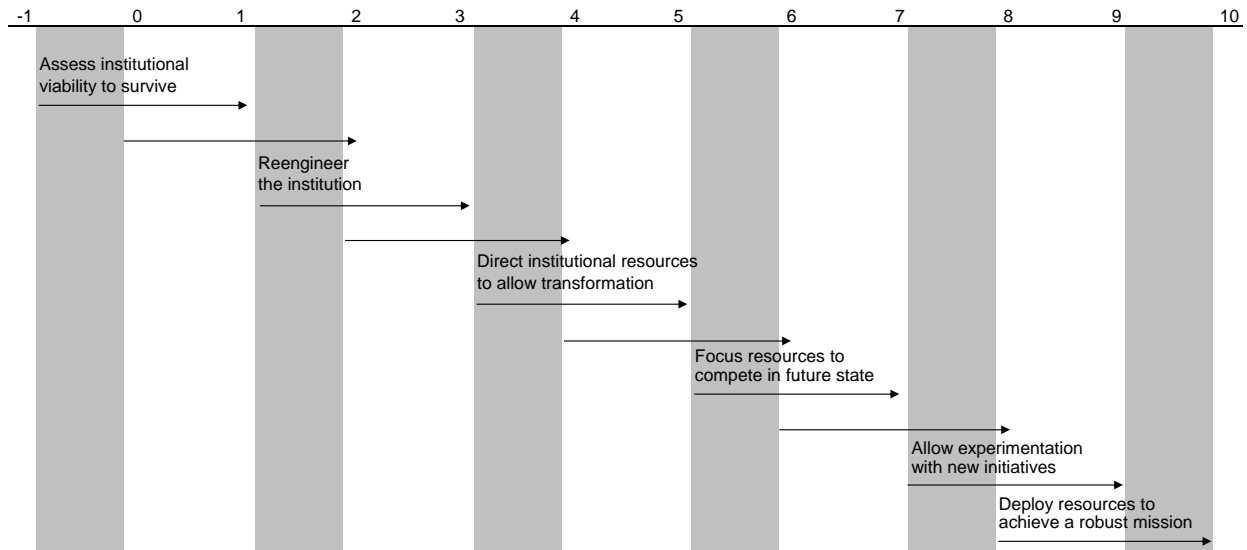 -1 0 1 2 3 4 5 6 7 8 9 10
Assess institutional
viability to survive
Reengineer
the institution
Direct institutional resources
to allow transformation
Focus resources to
compete in future state
Allow experimentation
with new initiatives
Deploy resources to
achieve a robust mission